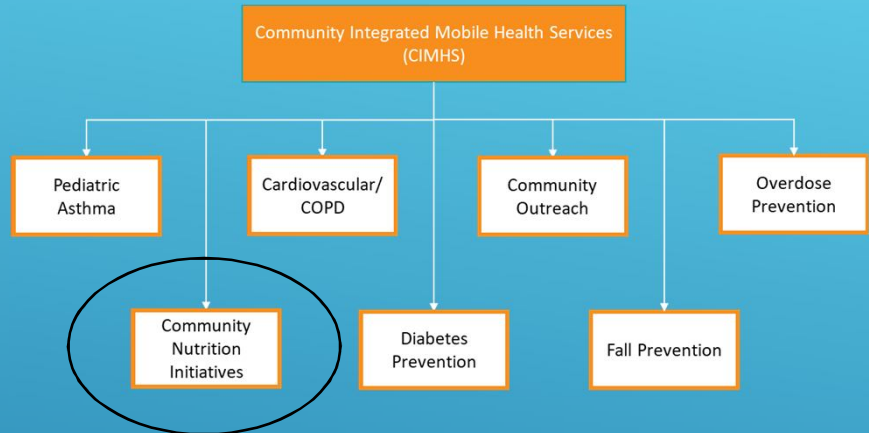 Community Integrated Mobile Health Services
(CIMHS)
Pediatric
Asthma
Cardiovascular/
COPD
Community
Outreach
Overdose
Prevention
Community
Nutrition
Initiatives
Diabetes
Prevention
Fall Prevention